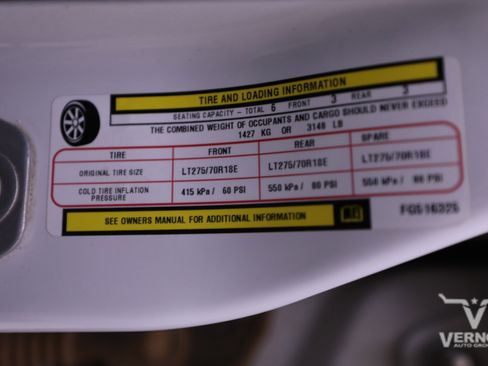 TIRE AND LOADING INFORMATION
SEATING CAPACITY - TOTAL 6 FRONT 3 REAR 3
THE COMBINED WEIGHT OF OCCUPANTS AND CARGO SHOULD NEVER EXCEED
1427 KG OR 3148 LB
TIRE FRONT REAR SPARE
ORIGINAL TIRE SIZE LT275/70R18E LT275/70R18E LT275/70R18E
COLD TIRE INFLATION PRESSURE 415 kPa / 60 PSI 550 kPa / 80 PSI 550 kPa / 80 PSI
SEE OWNERS MANUAL FOR ADDITIONAL INFORMATION
AUTO GROU